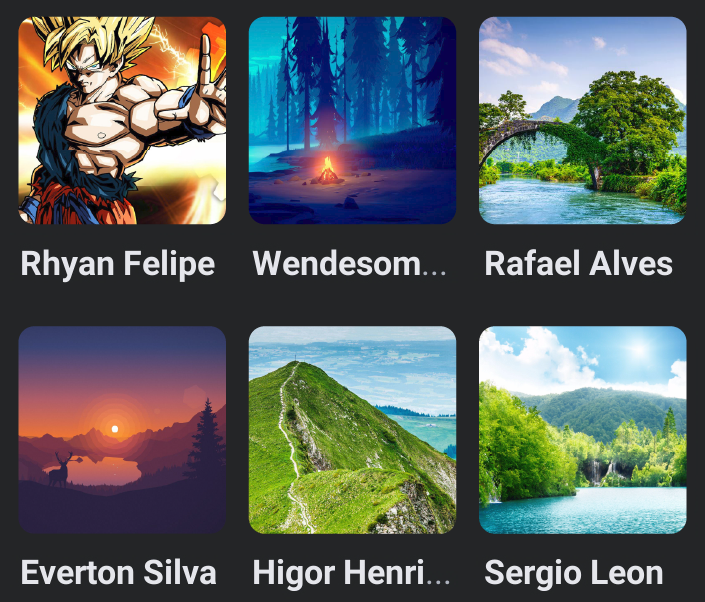 Rhyan Felipe
Wendesom...
Rafael Alves
Everton Silva
Higor Henri...
Sergio Leon